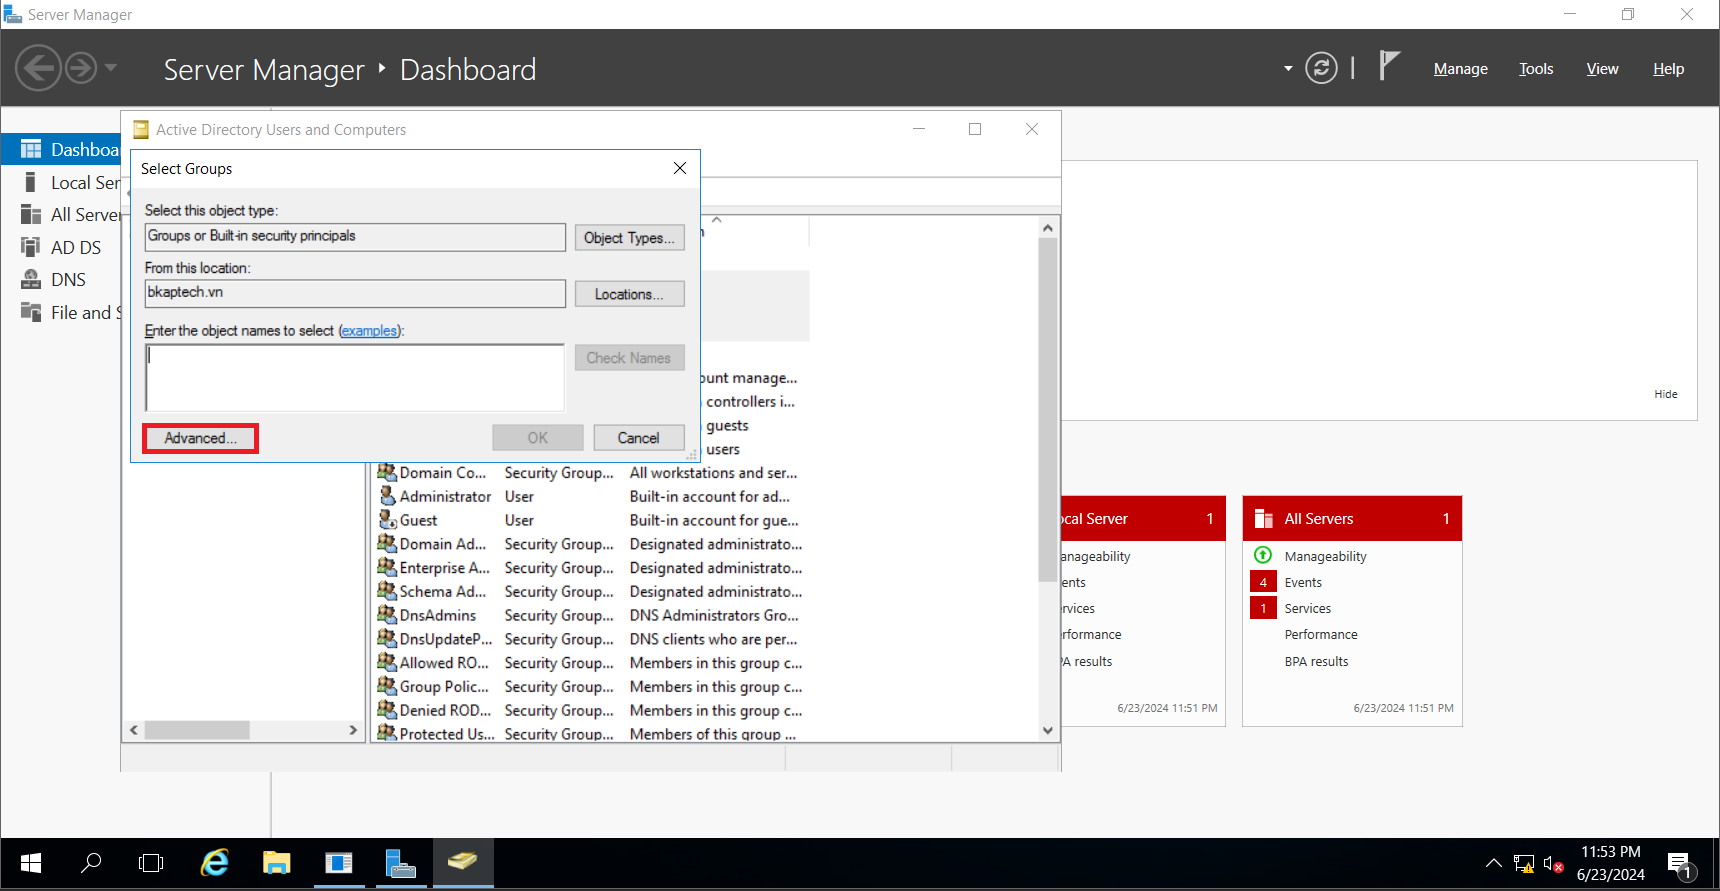 Server Manager
Server Manager ‣ Dashboard
Manage Tools View Help
Dashboa
Local Ser
All Server
AD DS
DNS
File and S
Active Directory Users and Computers
Select Groups
Select this object type:
Groups or Built-in security principals
Object Types...
From this location:
bkaptech.vn
Locations...
Enter the object names to select (examples):
Check Names
Advanced...
OK
Cancel
ount manage...
controllers i...
guests
users
Domain Co... Security Group... All workstations and ser...
Administrator User Built-in account for ad...
Guest User Built-in account for gue...
Domain Ad... Security Group... Designated administrato...
Enterprise A... Security Group... Designated administrato...
Schema Ad... Security Group... Designated administrato...
DnsAdmins Security Group... DNS Administrators Gro...
DnsUpdateP... Security Group... DNS clients who are per...
Allowed RO... Security Group... Members in this group c...
Group Polic... Security Group... Members in this group c...
Denied ROD... Security Group... Members in this group c...
Protected Us... Security Group... Members of this group ...
Hide
ocal Server 1
anageability
ents
ervices
rformance
PA results
6/23/2024 11:51 PM
All Servers 1
Manageability
4 Events
1 Services
Performance
BPA results
6/23/2024 11:51 PM
11:53 PM
6/23/2024
1